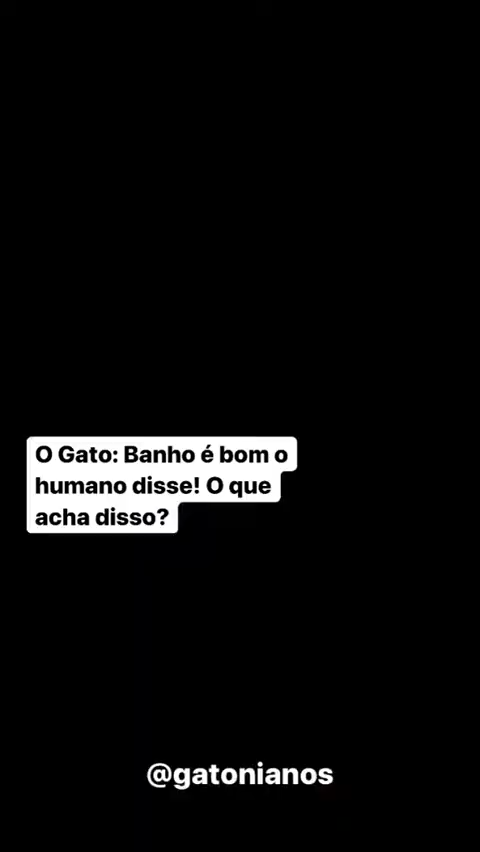 O Gato: Banho é bom o
humano disse! O que
acha disso?
@gatonianos